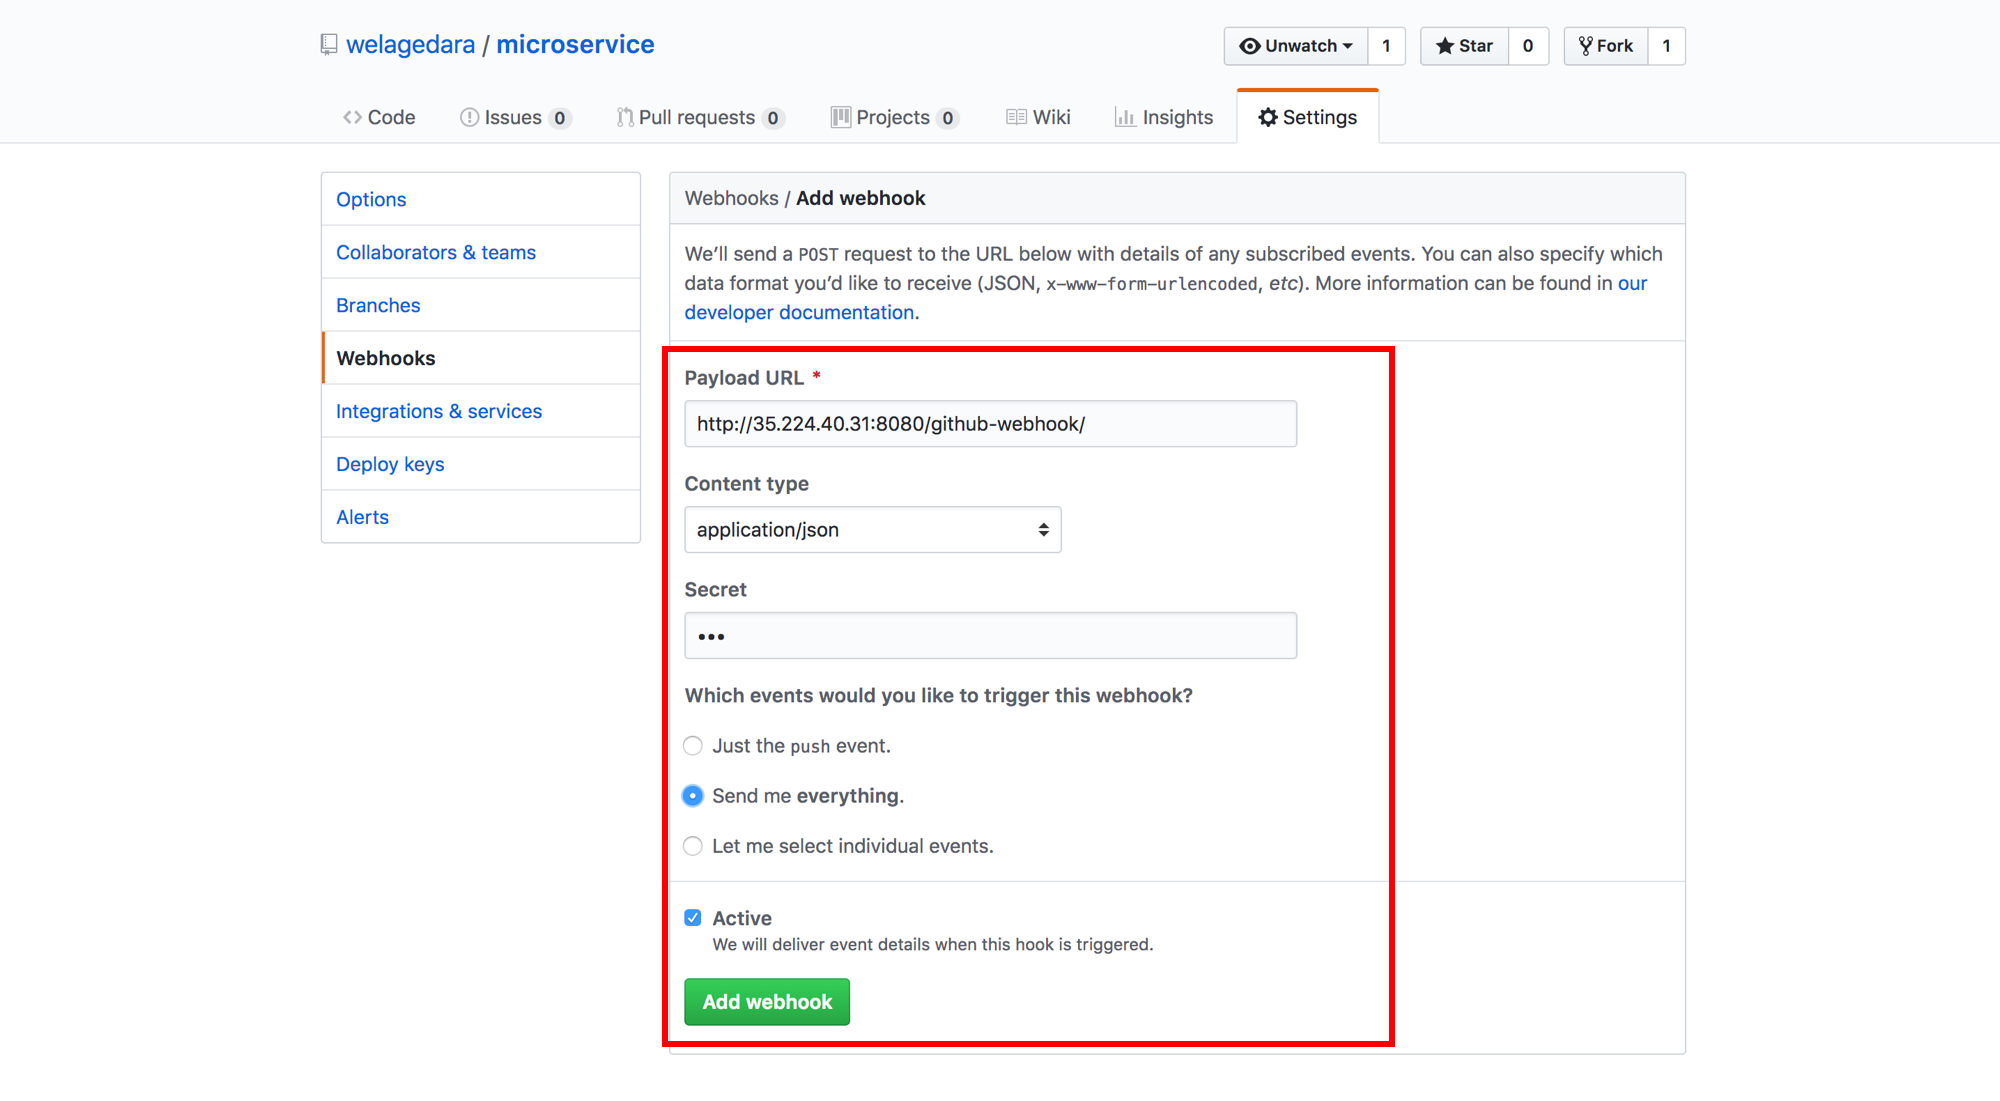 welagedara / microservice
Unwatch 1 Star 0 Fork 1
Code Issues 0 Pull requests 0 Projects 0 Wiki Insights Settings
Options
Collaborators & teams
Branches
Webhooks
Integrations & services
Deploy keys
Alerts
Webhooks / Add webhook
We’ll send a POST request to the URL below with details of any subscribed events. You can also specify which
data format you’d like to receive (JSON, x-www-form-urlencoded, etc). More information can be found in our
developer documentation.
Payload URL *
http://35.224.40.31:8080/github-webhook/
Content type
application/json
Secret
•••
Which events would you like to trigger this webhook?
Just the push event.
Send me everything.
Let me select individual events.
Active
We will deliver event details when this hook is triggered.
Add webhook